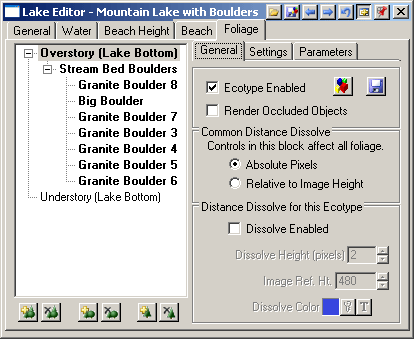 Lake Editor - Mountain Lake with Boulders
General Water Beach Height Beach Foliage
Overstory (Lake Bottom)
Stream Bed Boulders
Granite Boulder 8
Big Boulder
Granite Boulder 7
Granite Boulder 3
Granite Boulder 4
Granite Boulder 5
Granite Boulder 6
Understory (Lake Bottom)
General Settings Parameters
Ecotype Enabled
Render Occluded Objects
Common Distance Dissolve
Controls in this block affect all foliage.
Absolute Pixels
Relative to Image Height
Distance Dissolve for this Ecotype
Dissolve Enabled
Dissolve Height (pixels) 2
Image Ref. Ht. 480
Dissolve Color T